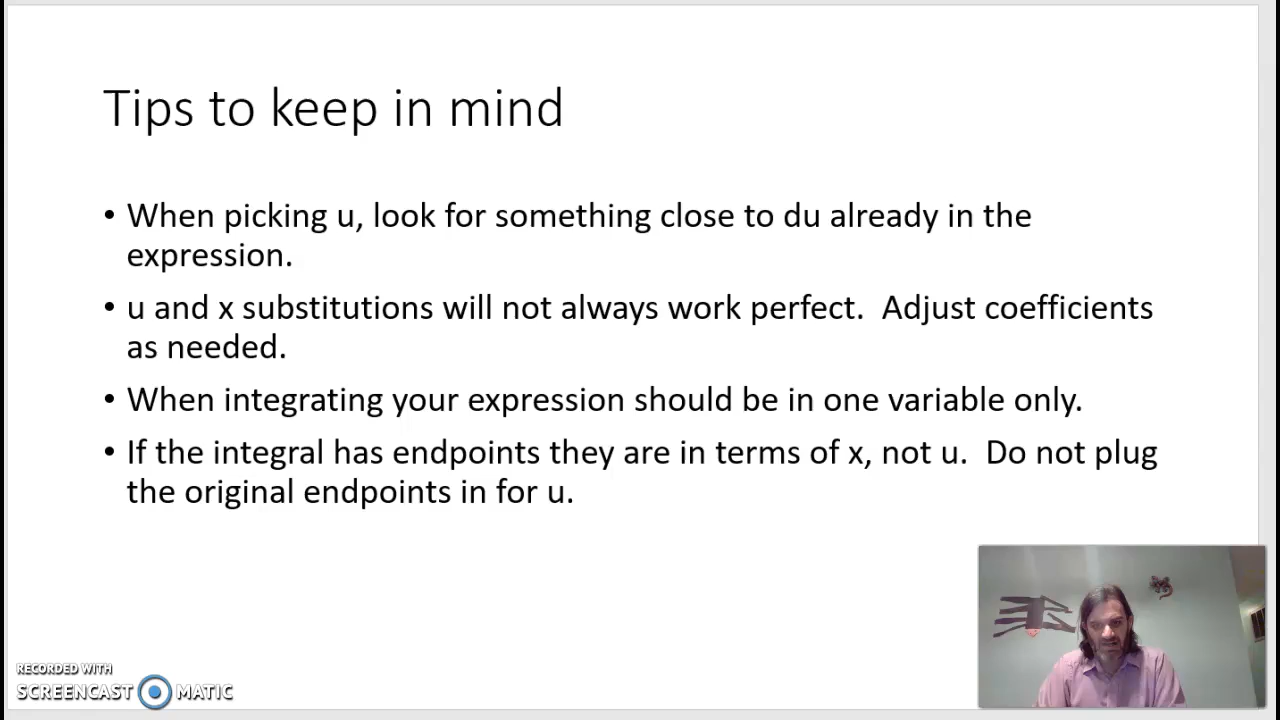 Tips to keep in mind
• When picking u, look for something close to du already in the
expression.
• u and x substitutions will not always work perfect.  Adjust coefficients
as needed.
• When integrating your expression should be in one variable only.
• If the integral has endpoints they are in terms of x, not u.  Do not plug
the original endpoints in for u.
RECORDED WITH
SCREENCAST MATIC